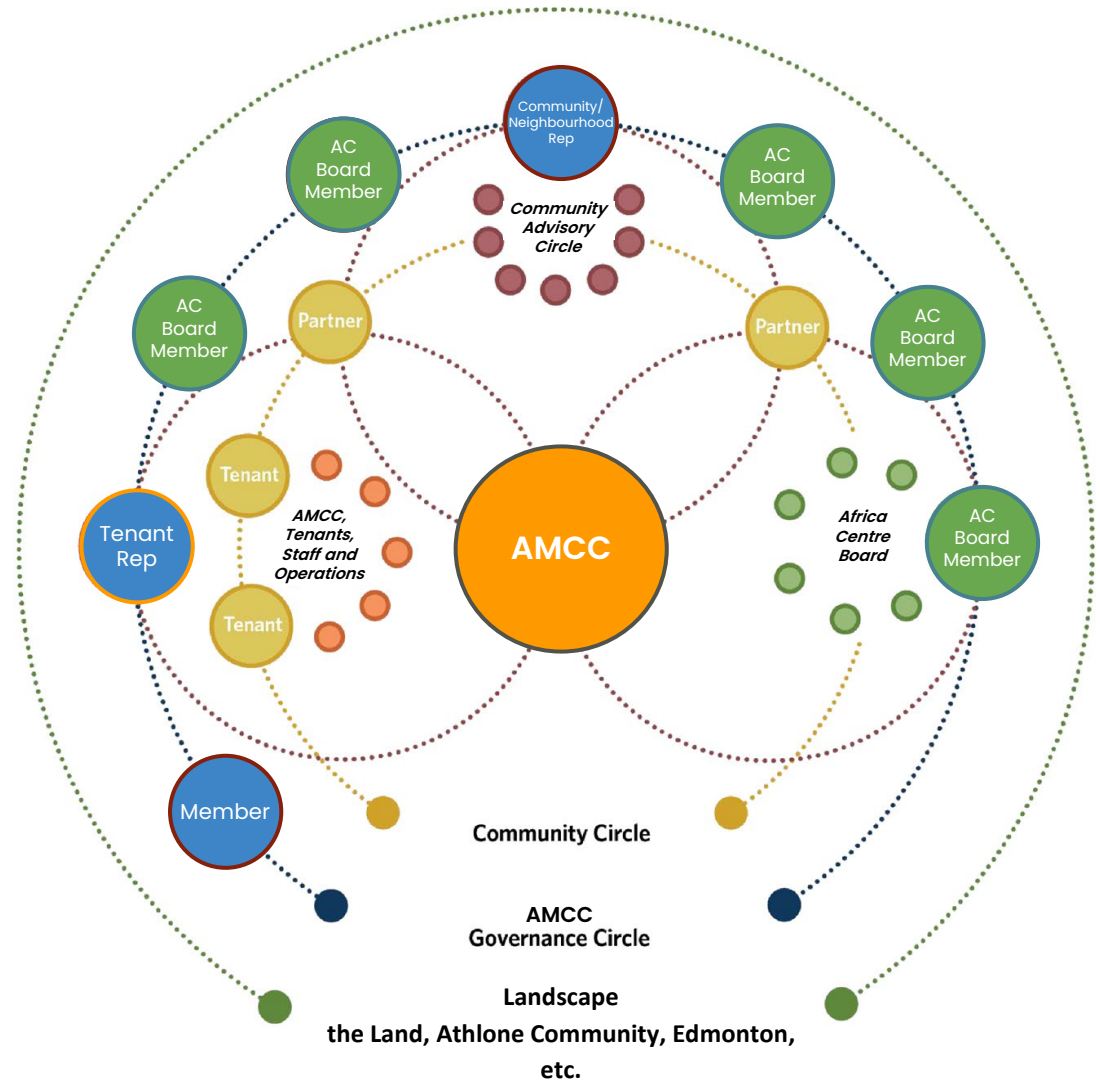 Community/
Neighbourhood
Rep
AC
Board
Member
AC
Board
Member
Community
Advisory
Circle
AC
Board
Member
Partner
Partner
AC
Board
Member
Tenant
AMCC,
Tenants,
Staff and
Operations
Tenant
Rep
Tenant
AMCC
Africa
Centre
Board
AC
Board
Member
Member
Community Circle
AMCC
Governance Circle
Landscape
the Land, Athlone Community, Edmonton,
etc.